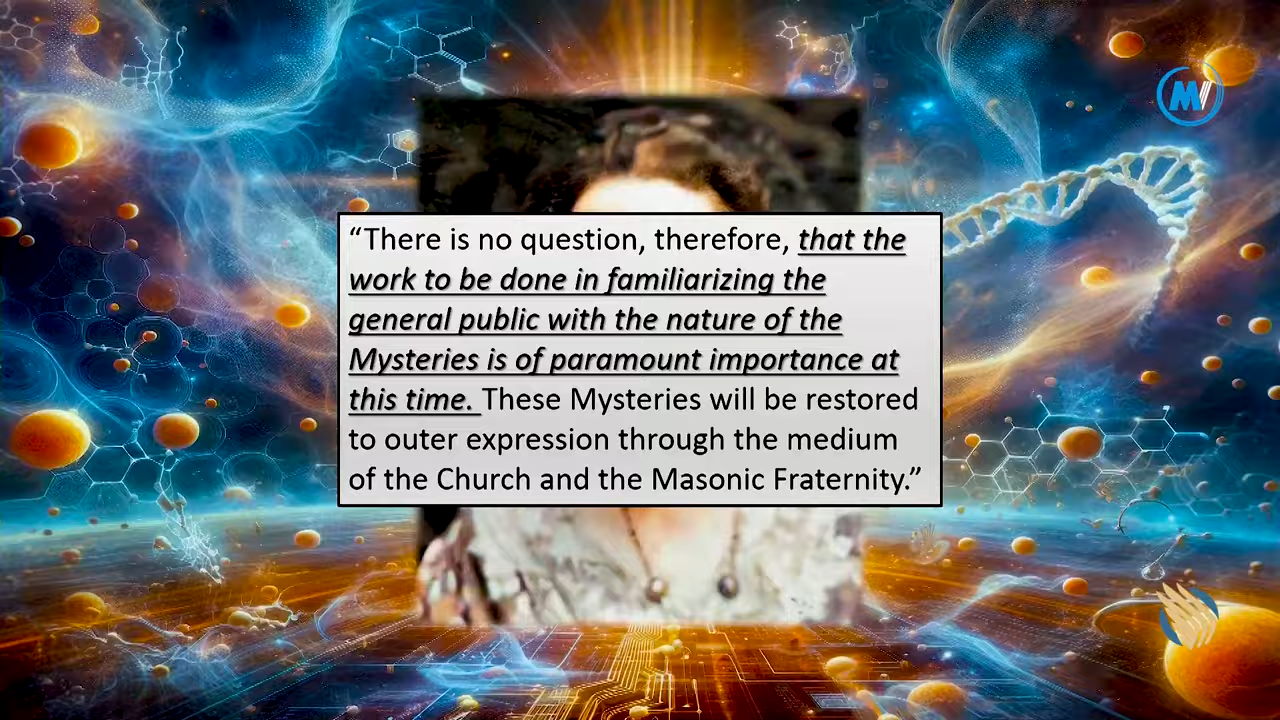 “There is no question, therefore, that the
work to be done in familiarizing the
general public with the nature of the
Mysteries is of paramount importance at
this time. These Mysteries will be restored
to outer expression through the medium
of the Church and the Masonic Fraternity.”
MV